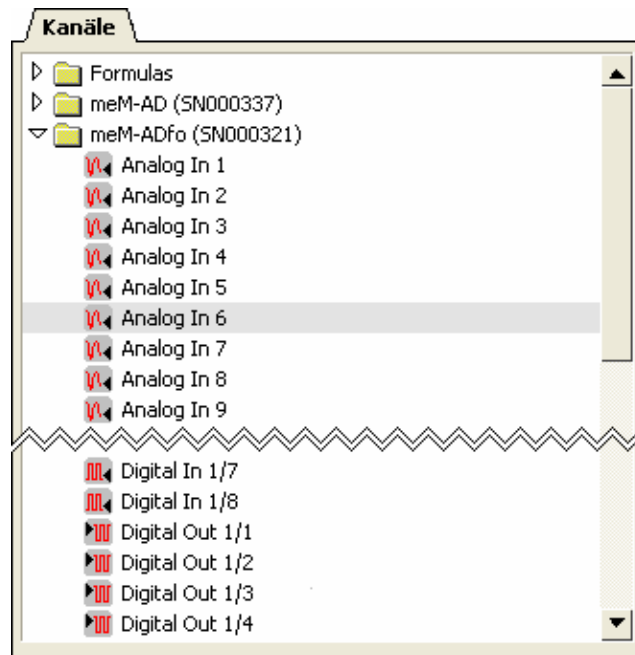 Kanäle
Formulas
meM-AD (SN000337)
meM-ADfo (SN000321)
Analog In 1
Analog In 2
Analog In 3
Analog In 4
Analog In 5
Analog In 6
Analog In 7
Analog In 8
Analog In 9
Digital In 1/7
Digital In 1/8
Digital Out 1/1
Digital Out 1/2
Digital Out 1/3
Digital Out 1/4